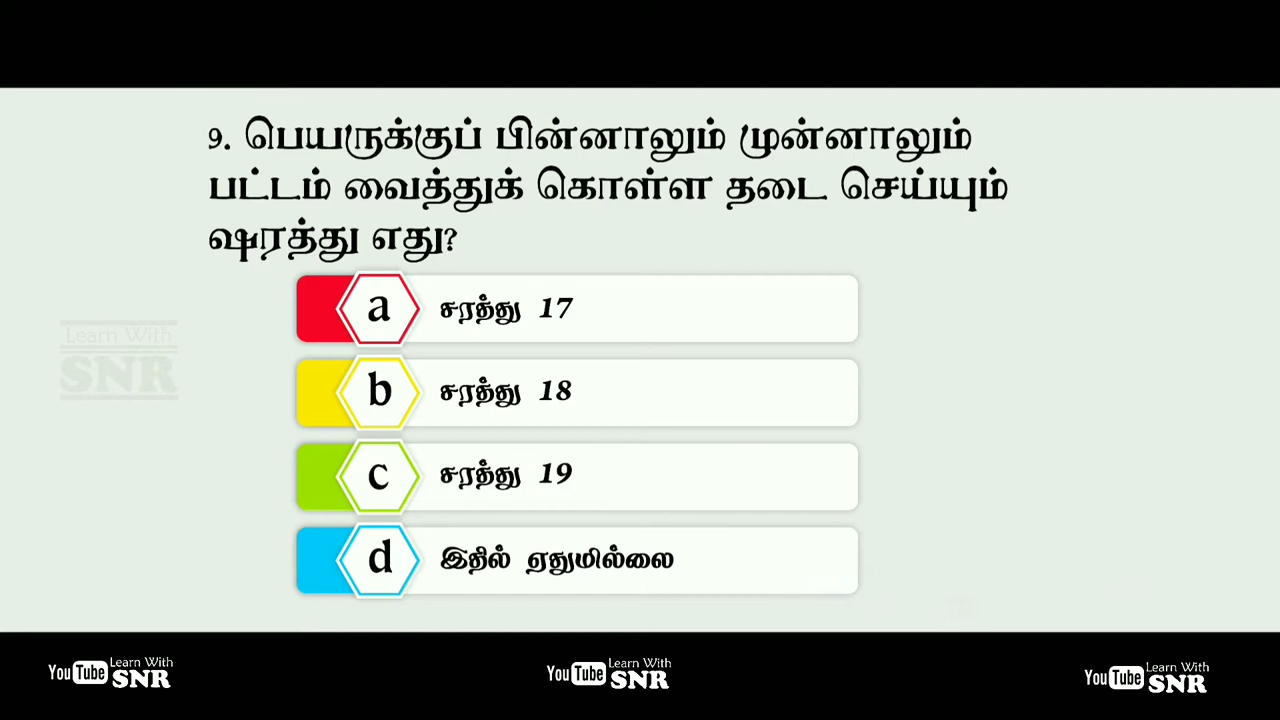 9. பெயருக்குப் பின்னாலும் முன்னாலும்
பட்டம் வைத்துக் கொள்ள தடை செய்யும்
ஷரத்து எது?
a சரத்து 17
b சரத்து 18
Learn With
SNR
c சரத்து 19
d இதில் ஏதுமில்லை
YouTube Learn With SNR
YouTube Learn With SNR
YouTube Learn With SNR